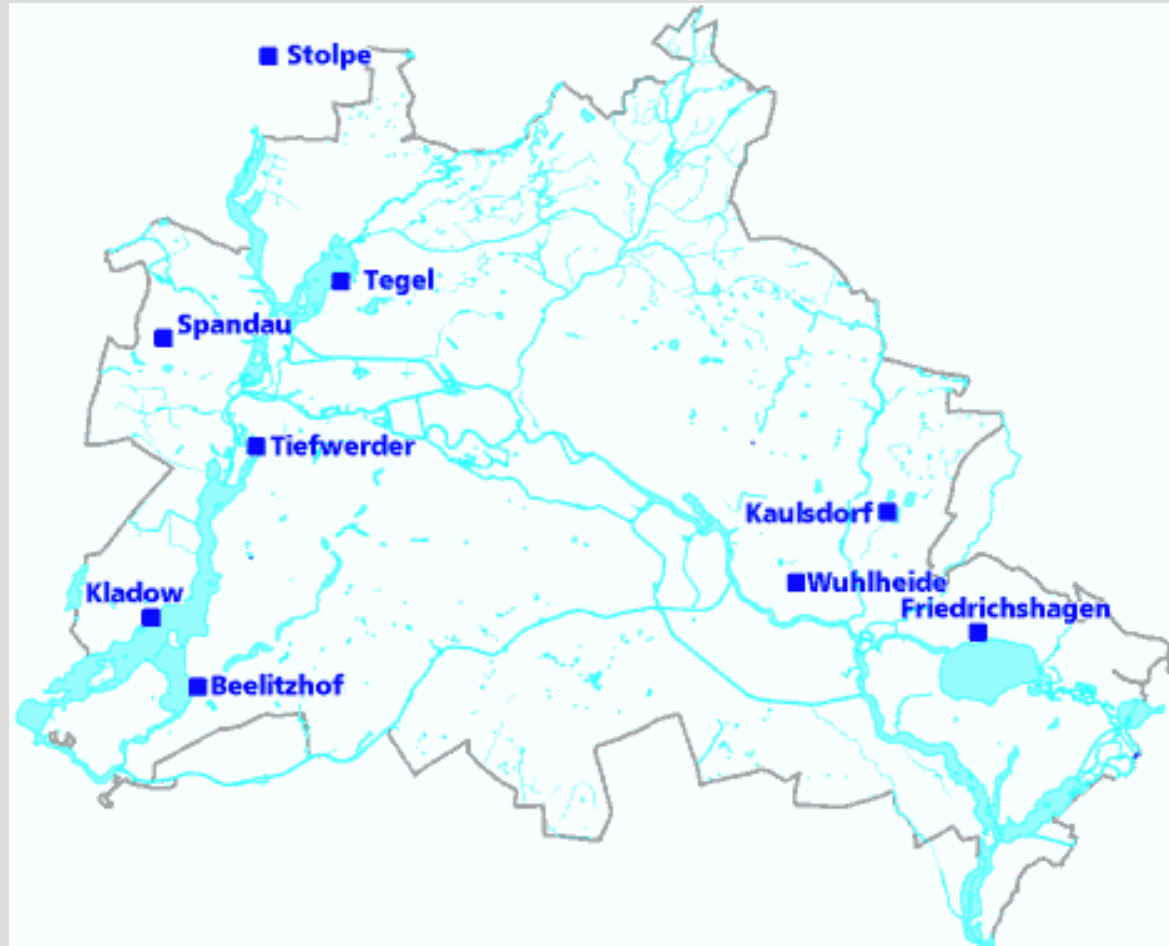 Stolpe
Tegel
Spandau
Tiefwerder
Kaulsdorf
Wuhlheide
Kladow
Friedrichshagen
Beelitzhof